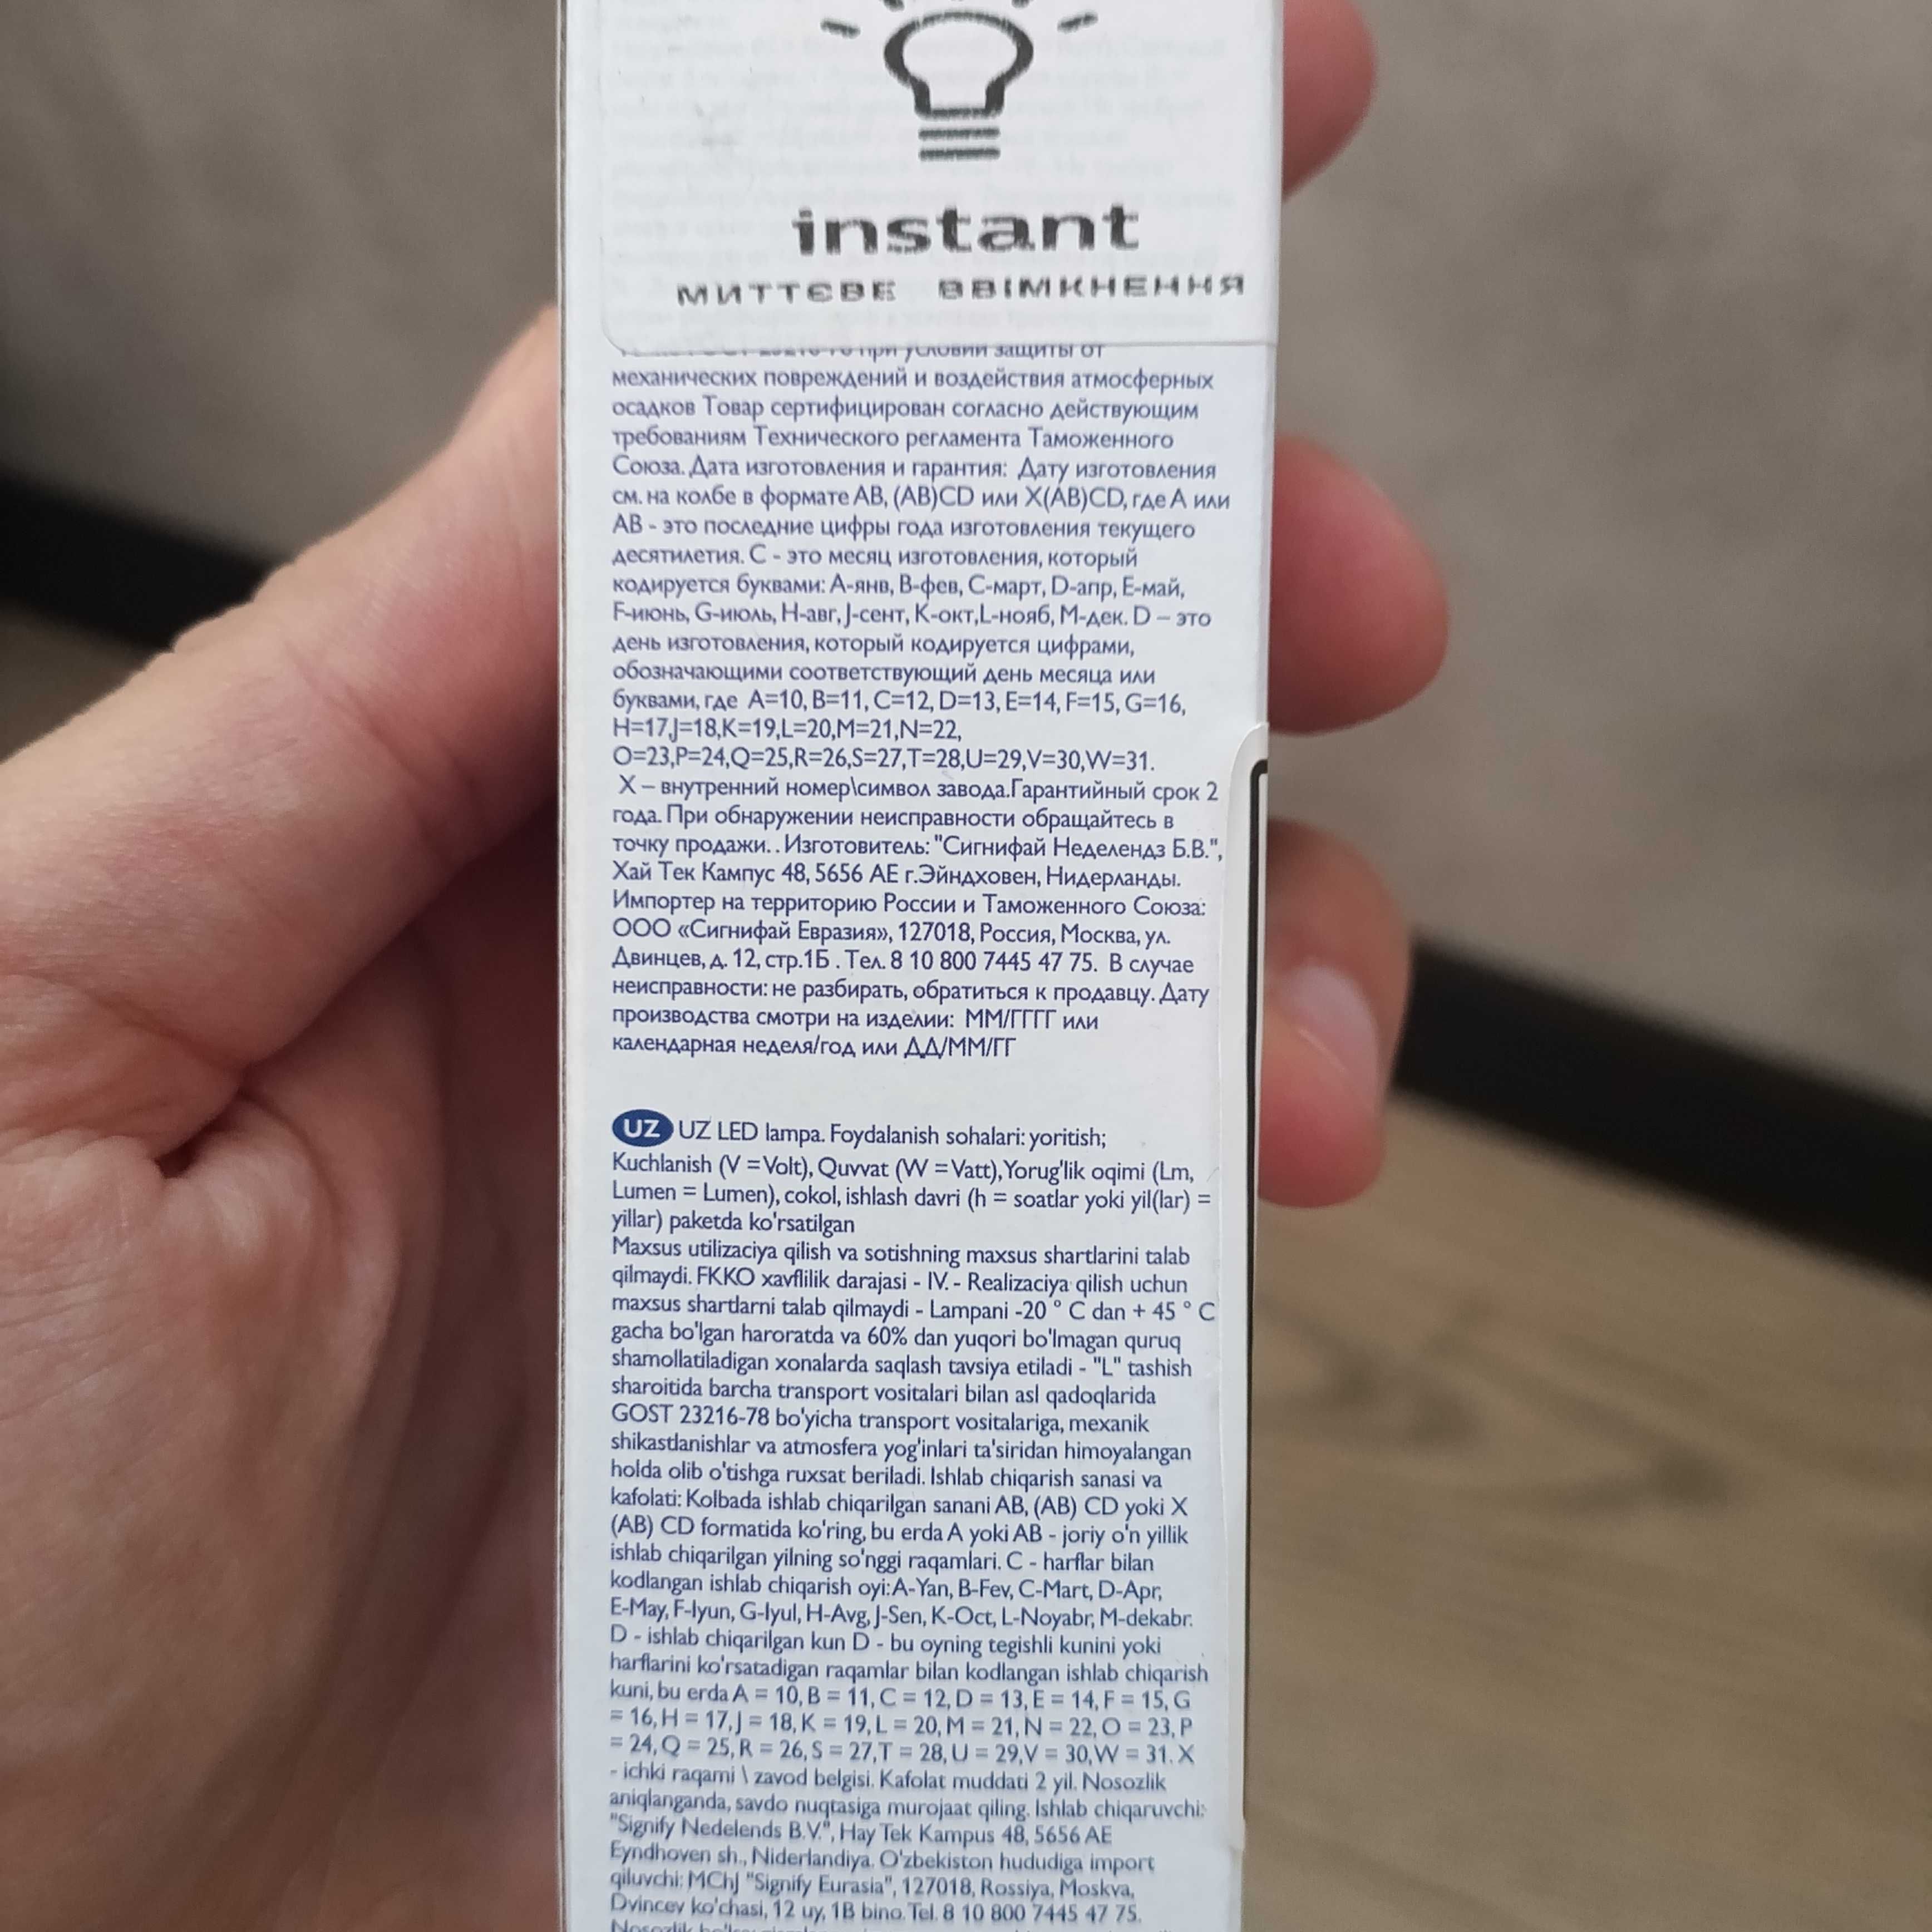 instant
МИТТЄВЕ ВВІМКНЕННЯ
при условии защиты от
механических повреждений и воздействия атмосферных
осадков Товар сертифицирован согласно действующим
требованиям Технического регламента Таможенного
Союза. Дата изготовления и гарантия: Дату изготовления
см. на колбе в формате AB, (AB)CD или X(AB)CD, где A или
AB - это последние цифры года изготовления текущего
десятилетия. C - это месяц изготовления, который
кодируется буквами: A-янв, B-фев, C-март, D-апр, E-май,
F-июнь, G-июль, H-авг, J-сент, K-окт,L-нояб, M-дек. D – это
день изготовления, который кодируется цифрами,
обозначающими соответствующий день месяца или
буквами, где A=10, B=11, C=12, D=13, E=14, F=15, G=16,
H=17,J=18,K=19,L=20,M=21,N=22,
O=23,P=24,Q=25,R=26,S=27,T=28,U=29,V=30,W=31.
X – внутренний номер\символ завода.Гарантийный срок 2
года. При обнаружении неисправности обращайтесь в
точку продажи. . Изготовитель: "Сигнифай Неделендз Б.В.",
Хай Тек Кампус 48, 5656 АЕ г.Эйндховен, Нидерланды.
Импортер на территорию России и Таможенного Союза:
ООО «Сигнифай Евразия», 127018, Россия, Москва, ул.
Двинцев, д. 12, стр.1Б . Тел. 8 10 800 7445 47 75. В случае
неисправности: не разбирать, обратиться к продавцу. Дату
производства смотри на изделии: ММ/ГГГГ или
календарная неделя/год или ДД/ММ/ГГ
UZ UZ LED lampa. Foydalanish sohalari: yoritish;
Kuchlanish (V =Volt), Quvvat (W =Vatt),Yorug'lik oqimi (Lm,
Lumen = Lumen), cokol, ishlash davri (h = soatlar yoki yil(lar) =
yillar) paketda ko'rsatilgan
Maxsus utilizaciya qilish va sotishning maxsus shartlarini talab
qilmaydi. FKKO xavflilik darajasi - IV. - Realizaciya qilish uchun
maxsus shartlarni talab qilmaydi - Lampani -20 ° C dan + 45 ° C
gacha bo'lgan haroratda va 60% dan yuqori bo'lmagan quruq
shamollatiladigan xonalarda saqlash tavsiya etiladi - "L" tashish
sharoitida barcha transport vositalari bilan asl qadoqlarida
GOST 23216-78 bo'yicha transport vositalariga, mexanik
shikastlanishlar va atmosfera yog'inlari ta'siridan himoyalangan
holda olib o'tishga ruxsat beriladi. Ishlab chiqarish sanasi va
kafolati: Kolbada ishlab chiqarilgan sanani AB, (AB) CD yoki X
(AB) CD formatida ko'ring, bu erda A yoki AB - joriy o'n yillik
ishlab chiqarilgan yilning so'nggi raqamlari. C - harflar bilan
kodlangan ishlab chiqarish oyi:A-Yan, B-Fev, C-Mart, D-Apr,
E-May, F-Iyun, G-Iyul, H-Avg, J-Sen, K-Oct, L-Noyabr, M-dekabr.
D - ishlab chiqarilgan kun D - bu oyning tegishli kunini yoki
harflarini ko'rsatadigan raqamlar bilan kodlangan ishlab chiqarish
kuni, bu erda A = 10, B = 11, C = 12, D = 13, E = 14, F = 15, G
= 16, H = 17, J = 18, K = 19, L = 20, M = 21, N = 22, O = 23, P
= 24, Q = 25, R = 26, S = 27,T = 28, U = 29,V = 30,W = 31. X
- ichki raqami \ zavod belgisi. Kafolat muddati 2 yil. Nosozlik
aniqlanganda, savdo nuqtasiga murojaat qiling. Ishlab chiqaruvchi:
"Signify Nedelends B.V.", Hay Tek Kampus 48, 5656 AE
Eyndhoven sh., Niderlandiya. O'zbekiston hududiga import
qiluvchi: MChJ "Signify Eurasia", 127018, Rossiya, Moskva,
Dvincev ko'chasi, 12 uy, 1B bino. Tel. 8 10 800 7445 47 75.